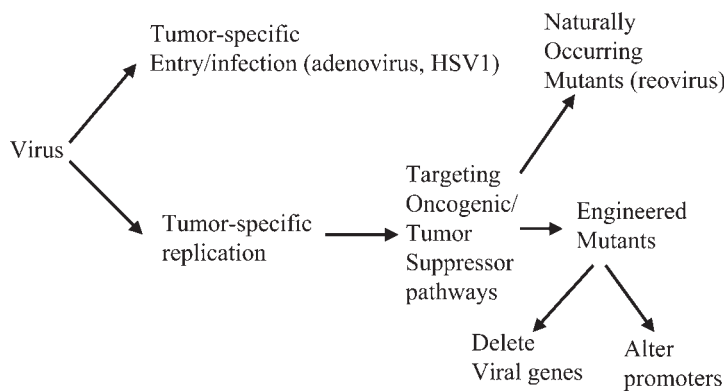 Tumor-specific
Entry/infection (adenovirus, HSV1)
Naturally
Occurring
Mutants (reovirus)
Virus
Tumor-specific
replication
Targeting
Oncogenic/
Tumor
Suppressor
pathways
Engineered
Mutants
Delete
Viral genes
Alter
promoters